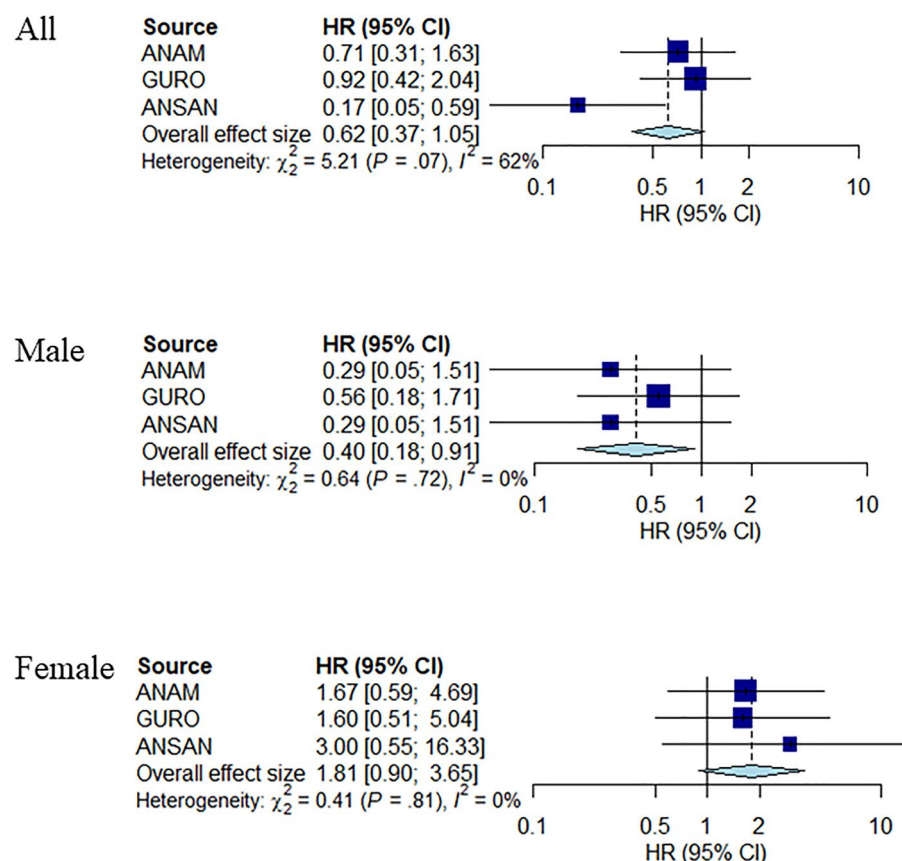 All
Source HR (95% CI)
ANAM 0.71 [0.31; 1.63]
GURO 0.92 [0.42; 2.04]
ANSAN 0.17 [0.05; 0.59]
Overall effect size 0.62 [0.37; 1.05]
Heterogeneity: χ²₂ = 5.21 (P = .07), I² = 62%
0.1 0.5 1 2 10
HR (95% CI)
Male
Source HR (95% CI)
ANAM 0.29 [0.05; 1.51]
GURO 0.56 [0.18; 1.71]
ANSAN 0.29 [0.05; 1.51]
Overall effect size 0.40 [0.18; 0.91]
Heterogeneity: χ²₂ = 0.64 (P = .72), I² = 0%
0.1 0.5 1 2 10
HR (95% CI)
Female
Source HR (95% CI)
ANAM 1.67 [0.59; 4.69]
GURO 1.60 [0.51; 5.04]
ANSAN 3.00 [0.55; 16.33]
Overall effect size 1.81 [0.90; 3.65]
Heterogeneity: χ²₂ = 0.41 (P = .81), I² = 0%
0.1 0.5 1 2 10
HR (95% CI)